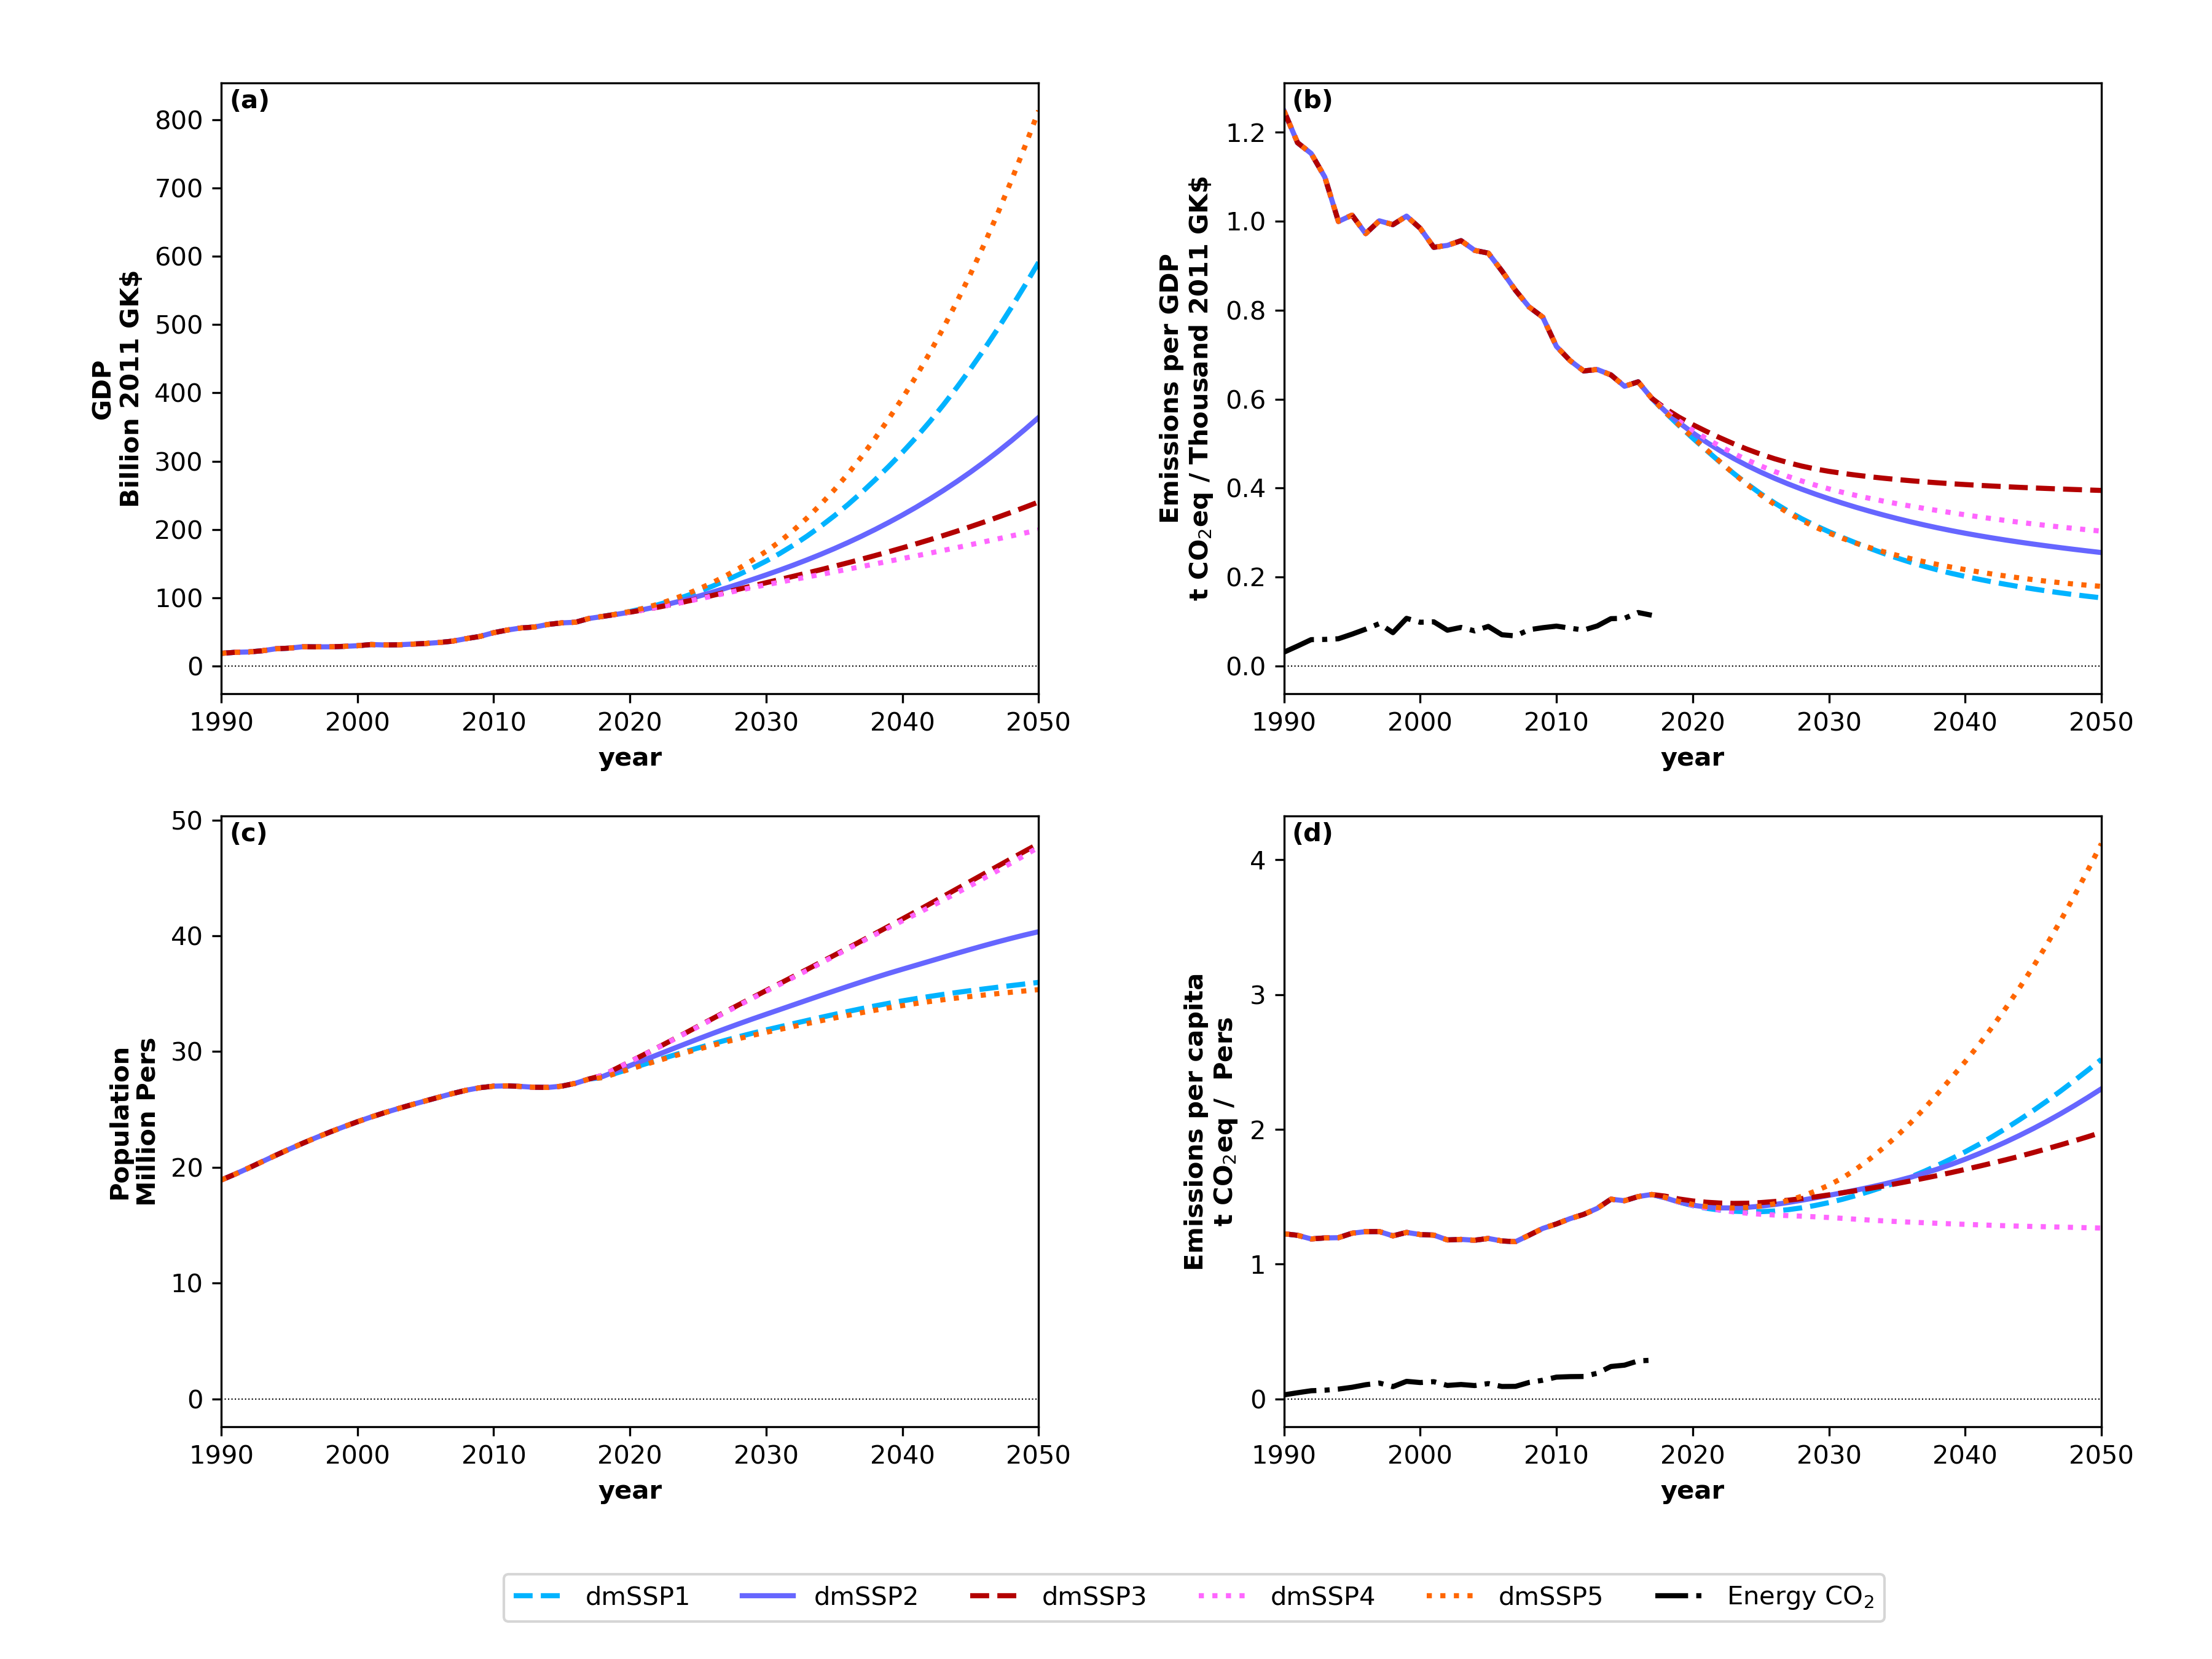 (a)
GDP
Billion 2011 GK$
800
700
600
500
400
300
200
100
0
1990 2000 2010 2020 2030 2040 2050
year
(b)
Emissions per GDP
t CO₂eq / Thousand 2011 GK$
1.2
1.0
0.8
0.6
0.4
0.2
0.0
1990 2000 2010 2020 2030 2040 2050
year
(c)
Population
Million Pers
50
40
30
20
10
0
1990 2000 2010 2020 2030 2040 2050
year
(d)
Emissions per capita
t CO₂eq / Pers
4
3
2
1
0
1990 2000 2010 2020 2030 2040 2050
year
dmSSP1 dmSSP2 dmSSP3 dmSSP4 dmSSP5 Energy CO₂